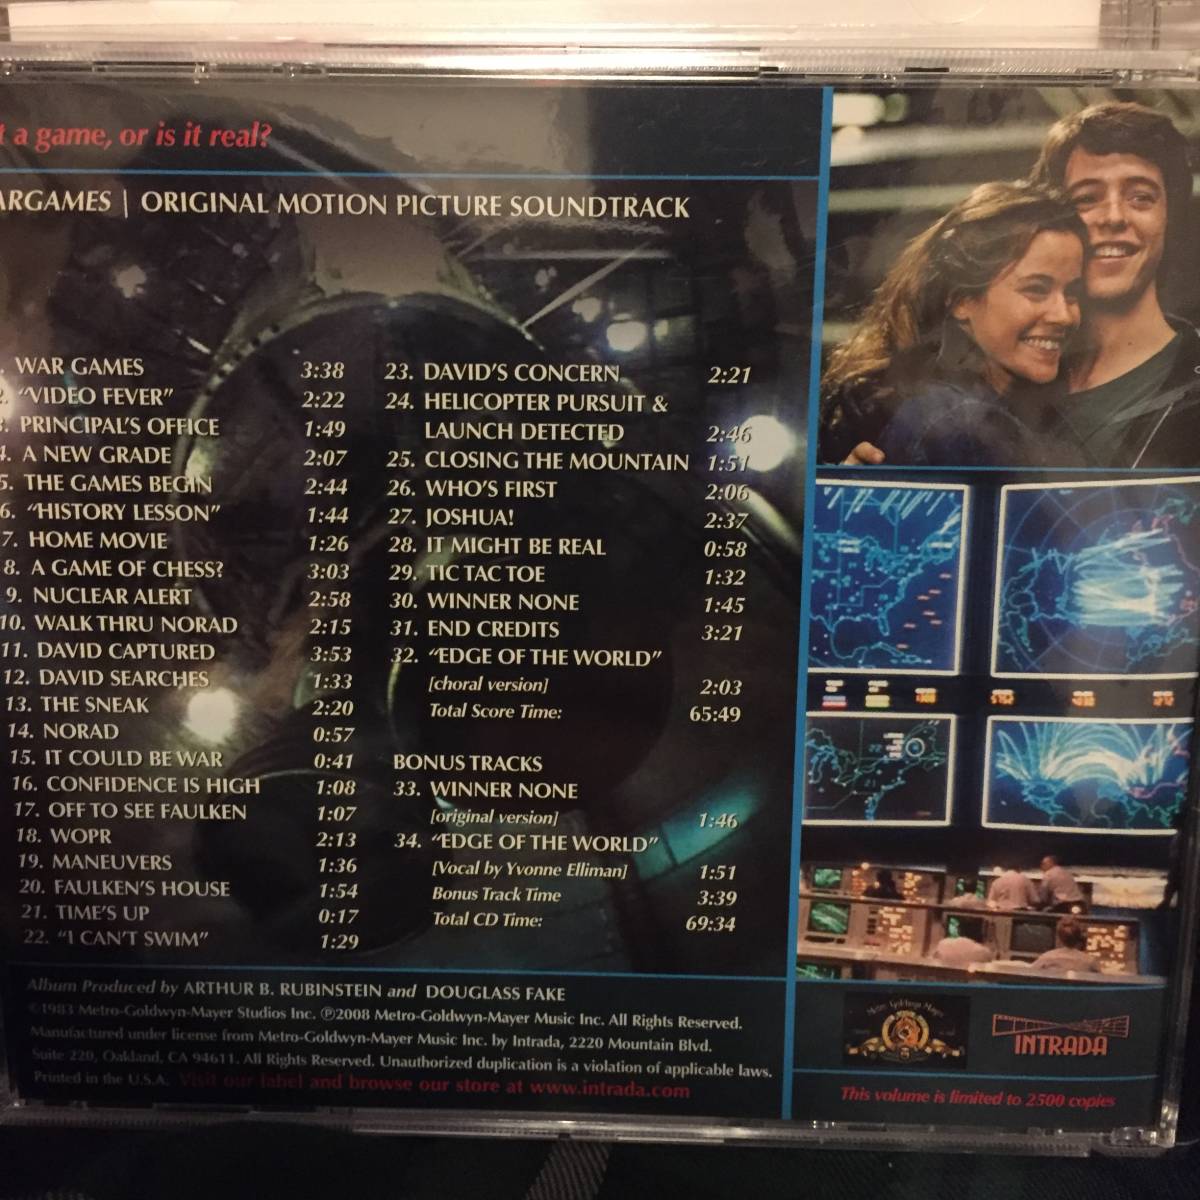 a game, or is it real?
ARGAMES | ORIGINAL MOTION PICTURE SOUNDTRACK
. WAR GAMES 3:38
2. “VIDEO FEVER” 2:22
3. PRINCIPAL'S OFFICE 1:49
4. A NEW GRADE 2:07
5. THE GAMES BEGIN 2:44
6. “HISTORY LESSON” 1:44
7. HOME MOVIE 1:26
8. A GAME OF CHESS? 3:03
9. NUCLEAR ALERT 2:58
10. WALK THRU NORAD 2:15
11. DAVID CAPTURED 3:53
12. DAVID SEARCHES 1:33
13. THE SNEAK 2:20
14. NORAD 0:57
15. IT COULD BE WAR 0:41
16. CONFIDENCE IS HIGH 1:08
17. OFF TO SEE FAULKEN 1:07
18. WOPR 2:13
19. MANEUVERS 1:36
20. FAULKEN'S HOUSE 1:54
21. TIME'S UP 0:17
22. “I CAN'T SWIM” 1:29
23. DAVID'S CONCERN 2:21
24. HELICOPTER PURSUIT &
LAUNCH DETECTED 2:46
25. CLOSING THE MOUNTAIN 1:51
26. WHO'S FIRST 2:06
27. JOSHUA! 2:37
28. IT MIGHT BE REAL 0:58
29. TIC TAC TOE 1:32
30. WINNER NONE 1:45
31. END CREDITS 3:21
32. “EDGE OF THE WORLD”
[choral version] 2:03
Total Score Time: 65:49
BONUS TRACKS
33. WINNER NONE
[original version] 1:46
34. “EDGE OF THE WORLD”
[Vocal by Yvonne Elliman] 1:51
Bonus Track Time 3:39
Total CD Time: 69:34
Album Produced by ARTHUR B. RUBINSTEIN and DOUGLASS FAKE
©1983 Metro-Goldwyn-Mayer Studios Inc. ℗2008 Metro-Goldwyn-Mayer Music Inc. All Rights Reserved.
Manufactured under license from Metro-Goldwyn-Mayer Music Inc. by Intrada, 2220 Mountain Blvd.
Suite 220, Oakland, CA 94611. All Rights Reserved. Unauthorized duplication is a violation of applicable laws.
Printed in the U.S.A. Visit our label and browse our store at www.intrada.com
Metro Goldwyn Mayer
INTRADA
This volume is limited to 2500 copies